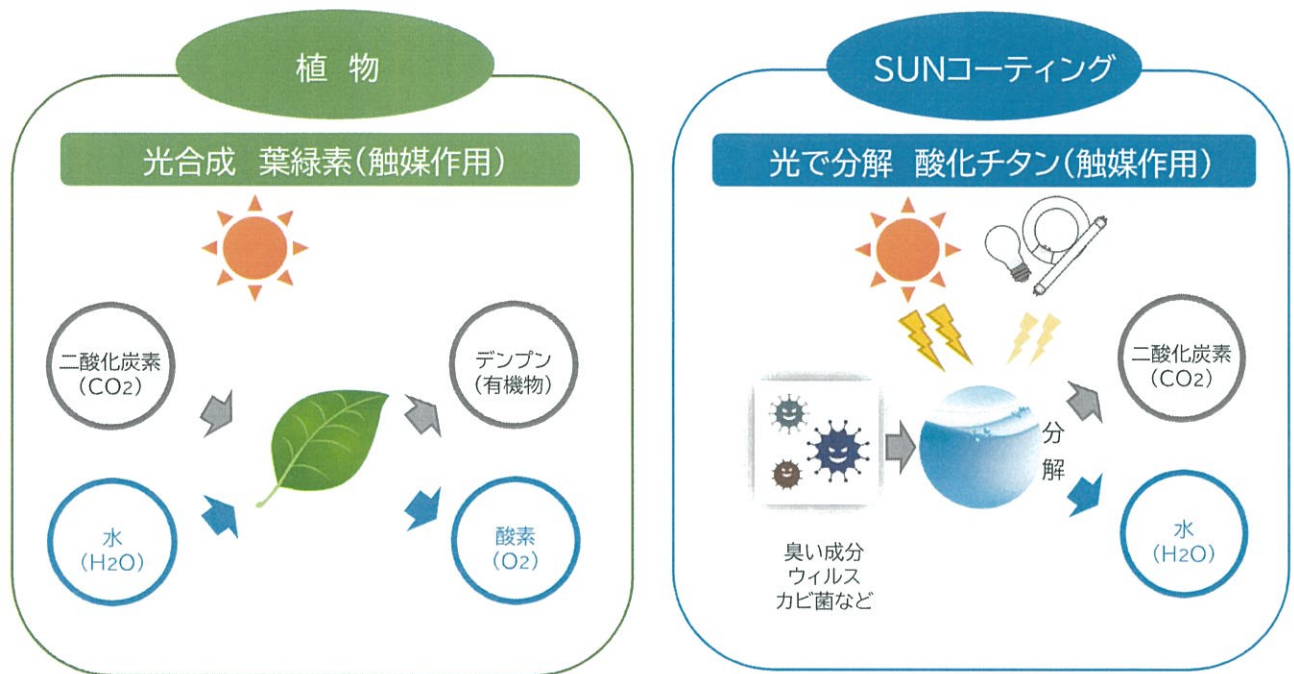 植物
光合成 葉緑素(触媒作用)
二酸化炭素
(CO2)
デンプン
(有機物)
水
(H2O)
酸素
(O2)
SUNコーティング
光で分解 酸化チタン(触媒作用)
二酸化炭素
(CO2)
分
解
臭い成分
ウィルス
カビ菌など
水
(H2O)